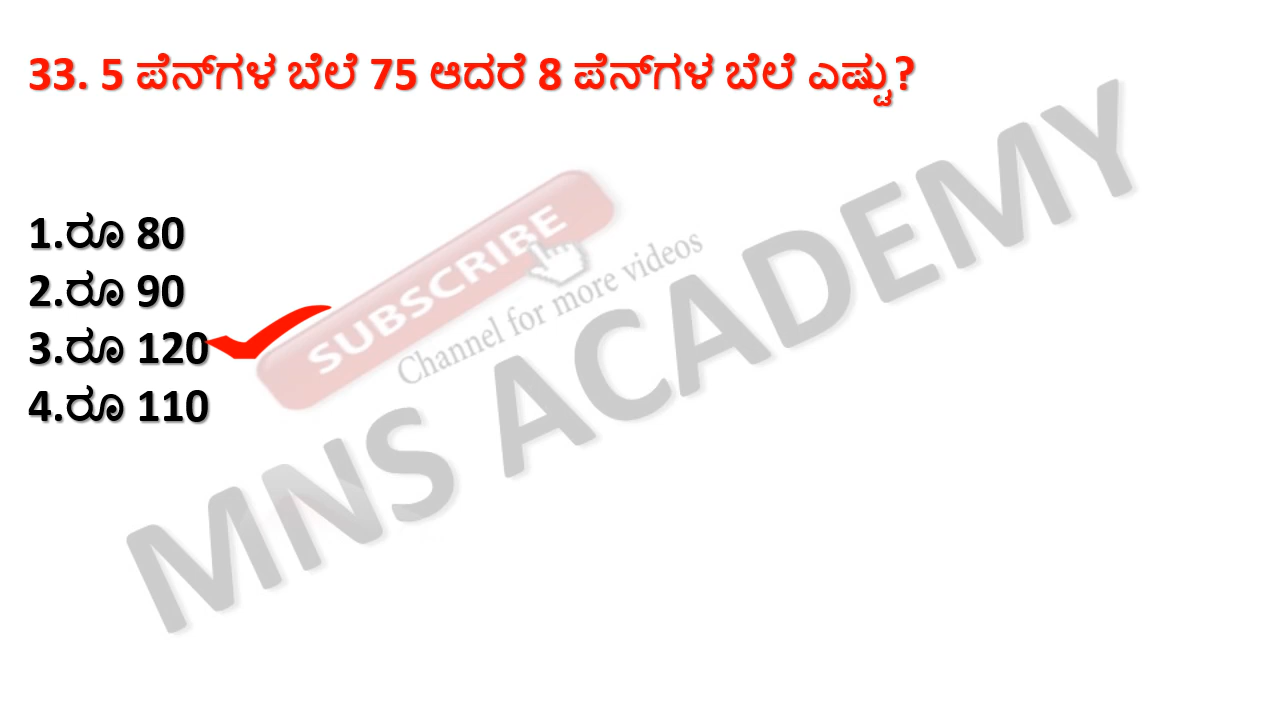 33. 5 ಪೆನ್‌ಗಳ ಬೆಲೆ 75 ಆದರೆ 8 ಪೆನ್‌ಗಳ ಬೆಲೆ ಎಷ್ಟು?
1.ರೂ 80
2.ರೂ 90
3.ರೂ 120
4.ರೂ 110
SUBSCRIBE
Channel for more videos
MNS ACADEMY